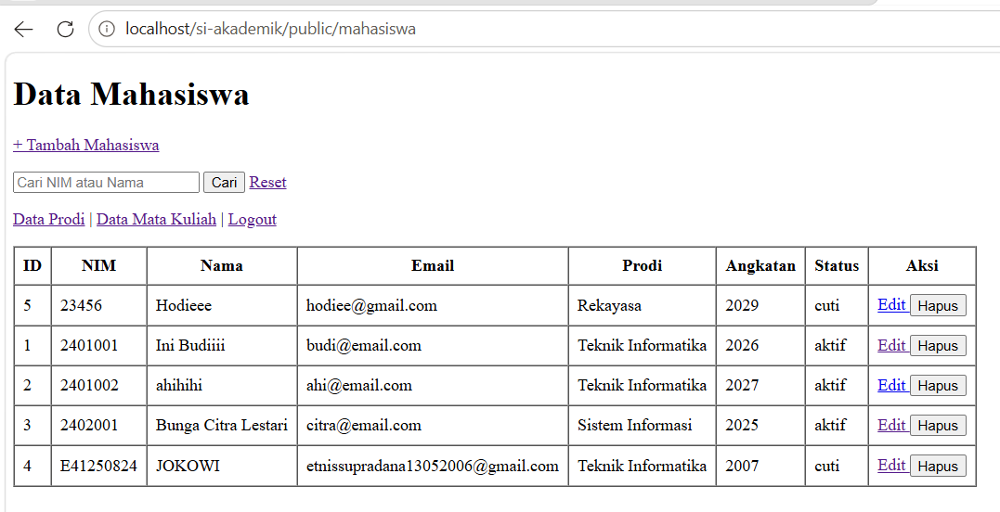 localhost/si-akademik/public/mahasiswa
Data Mahasiswa
+ Tambah Mahasiswa
Cari NIM atau Nama Cari Reset
Data Prodi | Data Mata Kuliah | Logout
ID NIM Nama Email Prodi Angkatan Status Aksi
5 23456 Hodieee hodiee@gmail.com Rekayasa 2029 cuti Edit Hapus
1 2401001 Ini Budiiii budi@email.com Teknik Informatika 2026 aktif Edit Hapus
2 2401002 ahihihi ahi@email.com Teknik Informatika 2027 aktif Edit Hapus
3 2402001 Bunga Citra Lestari citra@email.com Sistem Informasi 2025 aktif Edit Hapus
4 E41250824 JOKOWI etnissupradana13052006@gmail.com Teknik Informatika 2007 cuti Edit Hapus